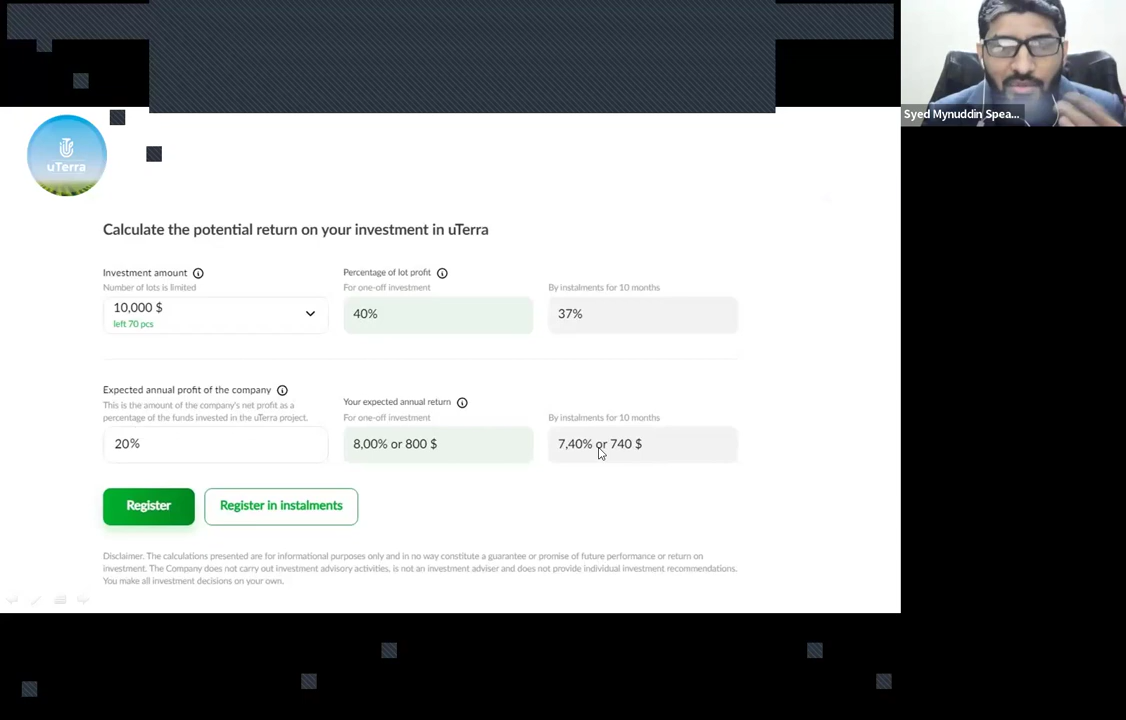 Syed Mynuddin Spea...
uTerra
Calculate the potential return on your investment in uTerra
Investment amount
Number of lots is limited
10,000 $
left 70 pcs
Percentage of lot profit
For one-off investment
40%
By instalments for 10 months
37%
Expected annual profit of the company
This is the amount of the company's net profit as a
percentage of the funds invested in the uTerra project.
20%
Your expected annual return
For one-off investment
8,00% or 800 $
By instalments for 10 months
7,40% or 740 $
Register
Register in instalments
Disclaimer. The calculations presented are for informational purposes only and in no way constitute a guarantee or promise of future performance or return on
investment. The Company does not carry out investment advisory activities, is not an investment adviser and does not provide individual investment recommendations.
You make all investment decisions on your own.